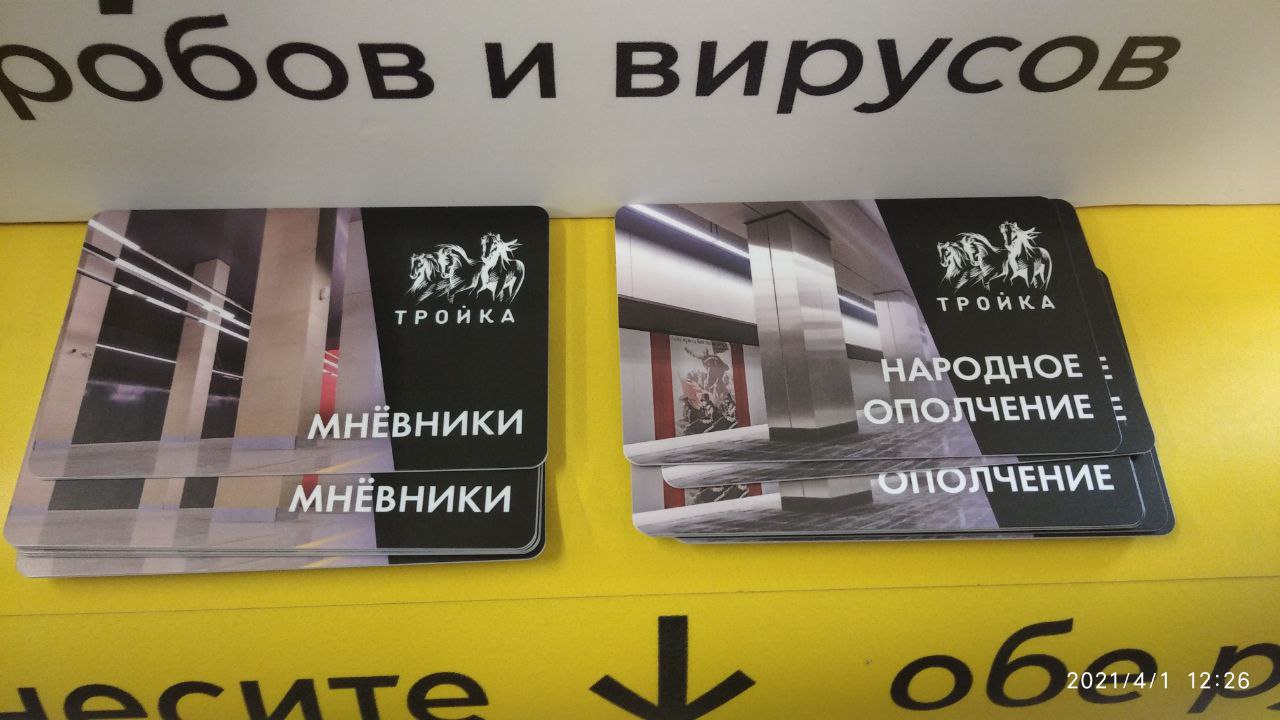 робов и вирусов
ТРОЙКА
МНЁВНИКИ
МНЁВНИКИ
ТРОЙКА
НАРОДНОЕ
ОПОЛЧЕНИЕ
Е
Е
ОПОЛЧЕНИЕ
несите
обе р
2021/4/1 12:26